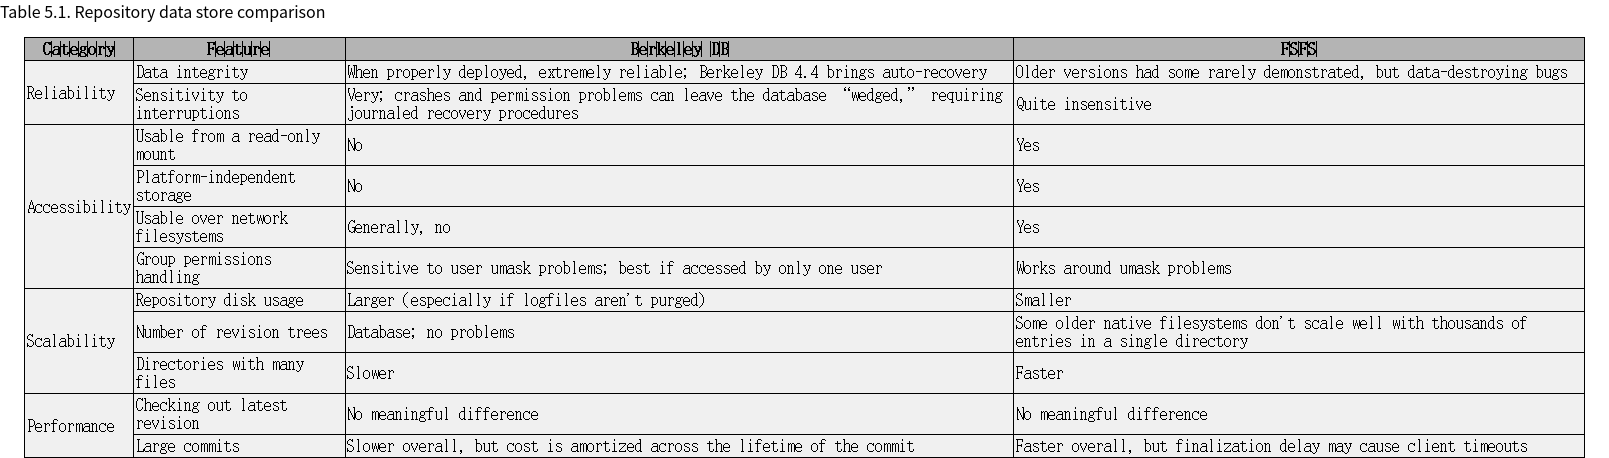 Table 5.1. Repository data store comparison
Category Feature Berkeley DB FSFS
Reliability
Data integrity When properly deployed, extremely reliable; Berkeley DB 4.4 brings auto-recovery Older versions had some rarely demonstrated, but data-destroying bugs
Sensitivity to
interruptions
Very; crashes and permission problems can leave the database “wedged,” requiring
journaled recovery procedures
Quite insensitive
Accessibility
Usable from a read-only
mount
No
Yes
Platform-independent
storage
No
Yes
Usable over network
filesystems
Generally, no
Yes
Group permissions
handling
Sensitive to user umask problems; best if accessed by only one user
Works around umask problems
Scalability
Repository disk usage Larger (especially if logfiles aren't purged) Smaller
Number of revision trees Database; no problems
Some older native filesystems don't scale well with thousands of
entries in a single directory
Directories with many
files
Slower
Faster
Performance
Checking out latest
revision
No meaningful difference
No meaningful difference
Large commits Slower overall, but cost is amortized across the lifetime of the commit Faster overall, but finalization delay may cause client timeouts